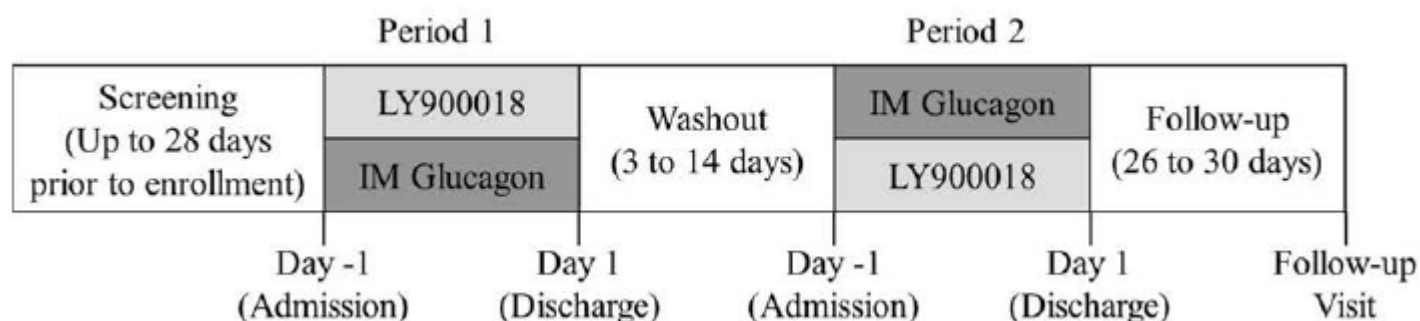 Period 1
Period 2
Screening
(Up to 28 days
prior to enrollment)
LY900018
IM Glucagon
Washout
(3 to 14 days)
IM Glucagon
LY900018
Follow-up
(26 to 30 days)
Day -1
(Admission)
Day 1
(Discharge)
Day -1
(Admission)
Day 1
(Discharge)
Follow-up
Visit